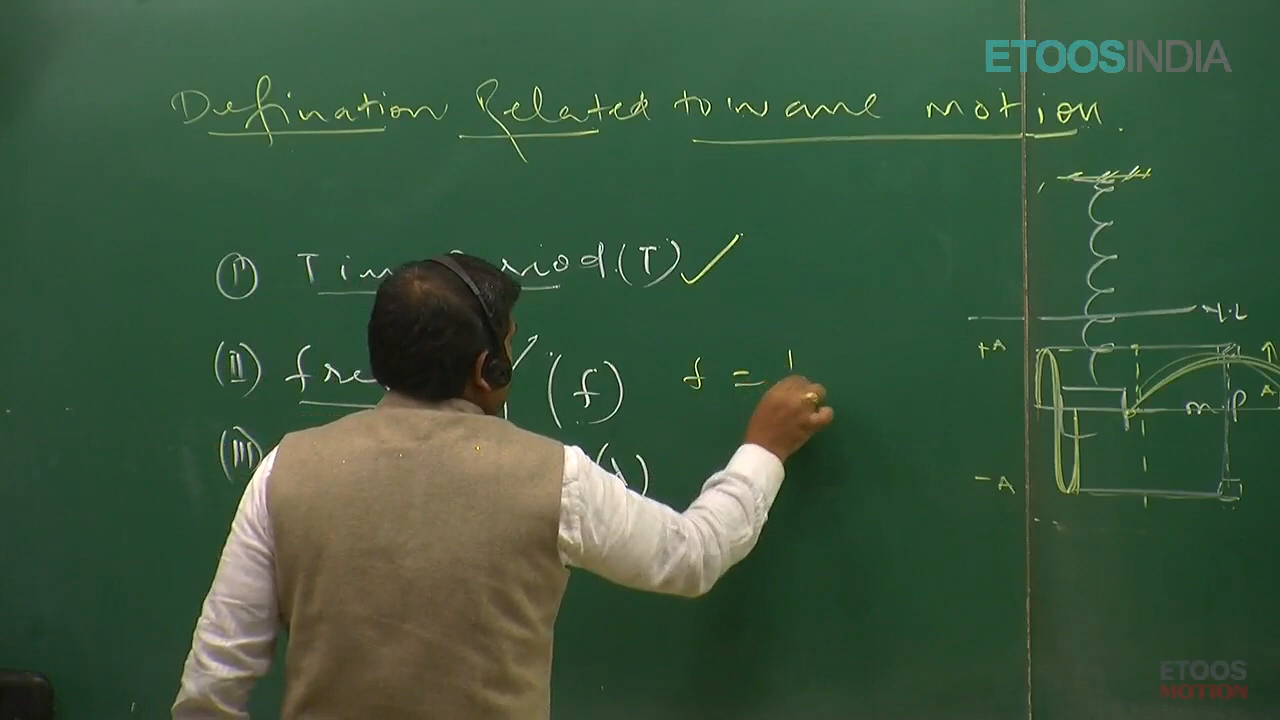 ETOOSINDIA
Defination Related to wave motion.
(I) Time Period (T) ✓
(II) fre (f) f = 1
(III) (λ)
+A
M.P
A
-A
ETOOS
MOTION